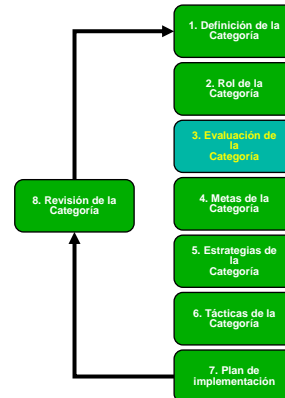 1. Definición de la
Categoría
2. Rol de la
Categoría
3. Evaluación de
la
Categoría
4. Metas de la
Categoría
5. Estrategias de
la
Categoría
6. Tácticas de la
Categoría
7. Plan de
implementación
8. Revisión de la
Categoría